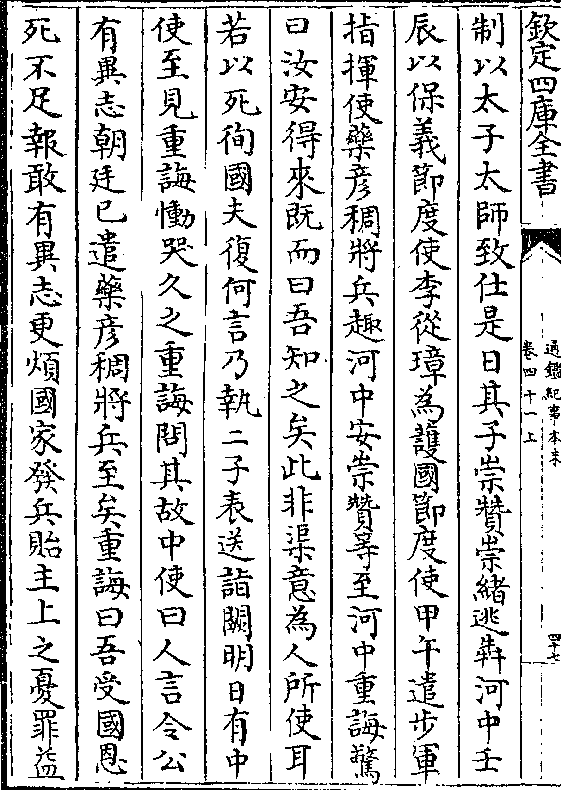 欽定四庫全書
通鑑紀事本末
卷四十一上
四十七
制以太子太師致仕是日其子崇贊崇緒逃奔河中壬
辰以保義節度使李從璋為護國節度使甲午遣步軍
指揮使藥彥稠將兵趣河中安崇贊等至河中重誨驚
曰汝安得來既而曰吾知之矣此非渠意為人所使耳
若以死徇國夫復何言乃執二子表送詣闕明日有中
使至見重誨慟哭久之重誨問其故中使曰人言令公
有異志朝廷已遣藥彥稠將兵至矣重誨曰吾受國恩
死不足報敢有異志更煩國家發兵貽主上之憂罪益